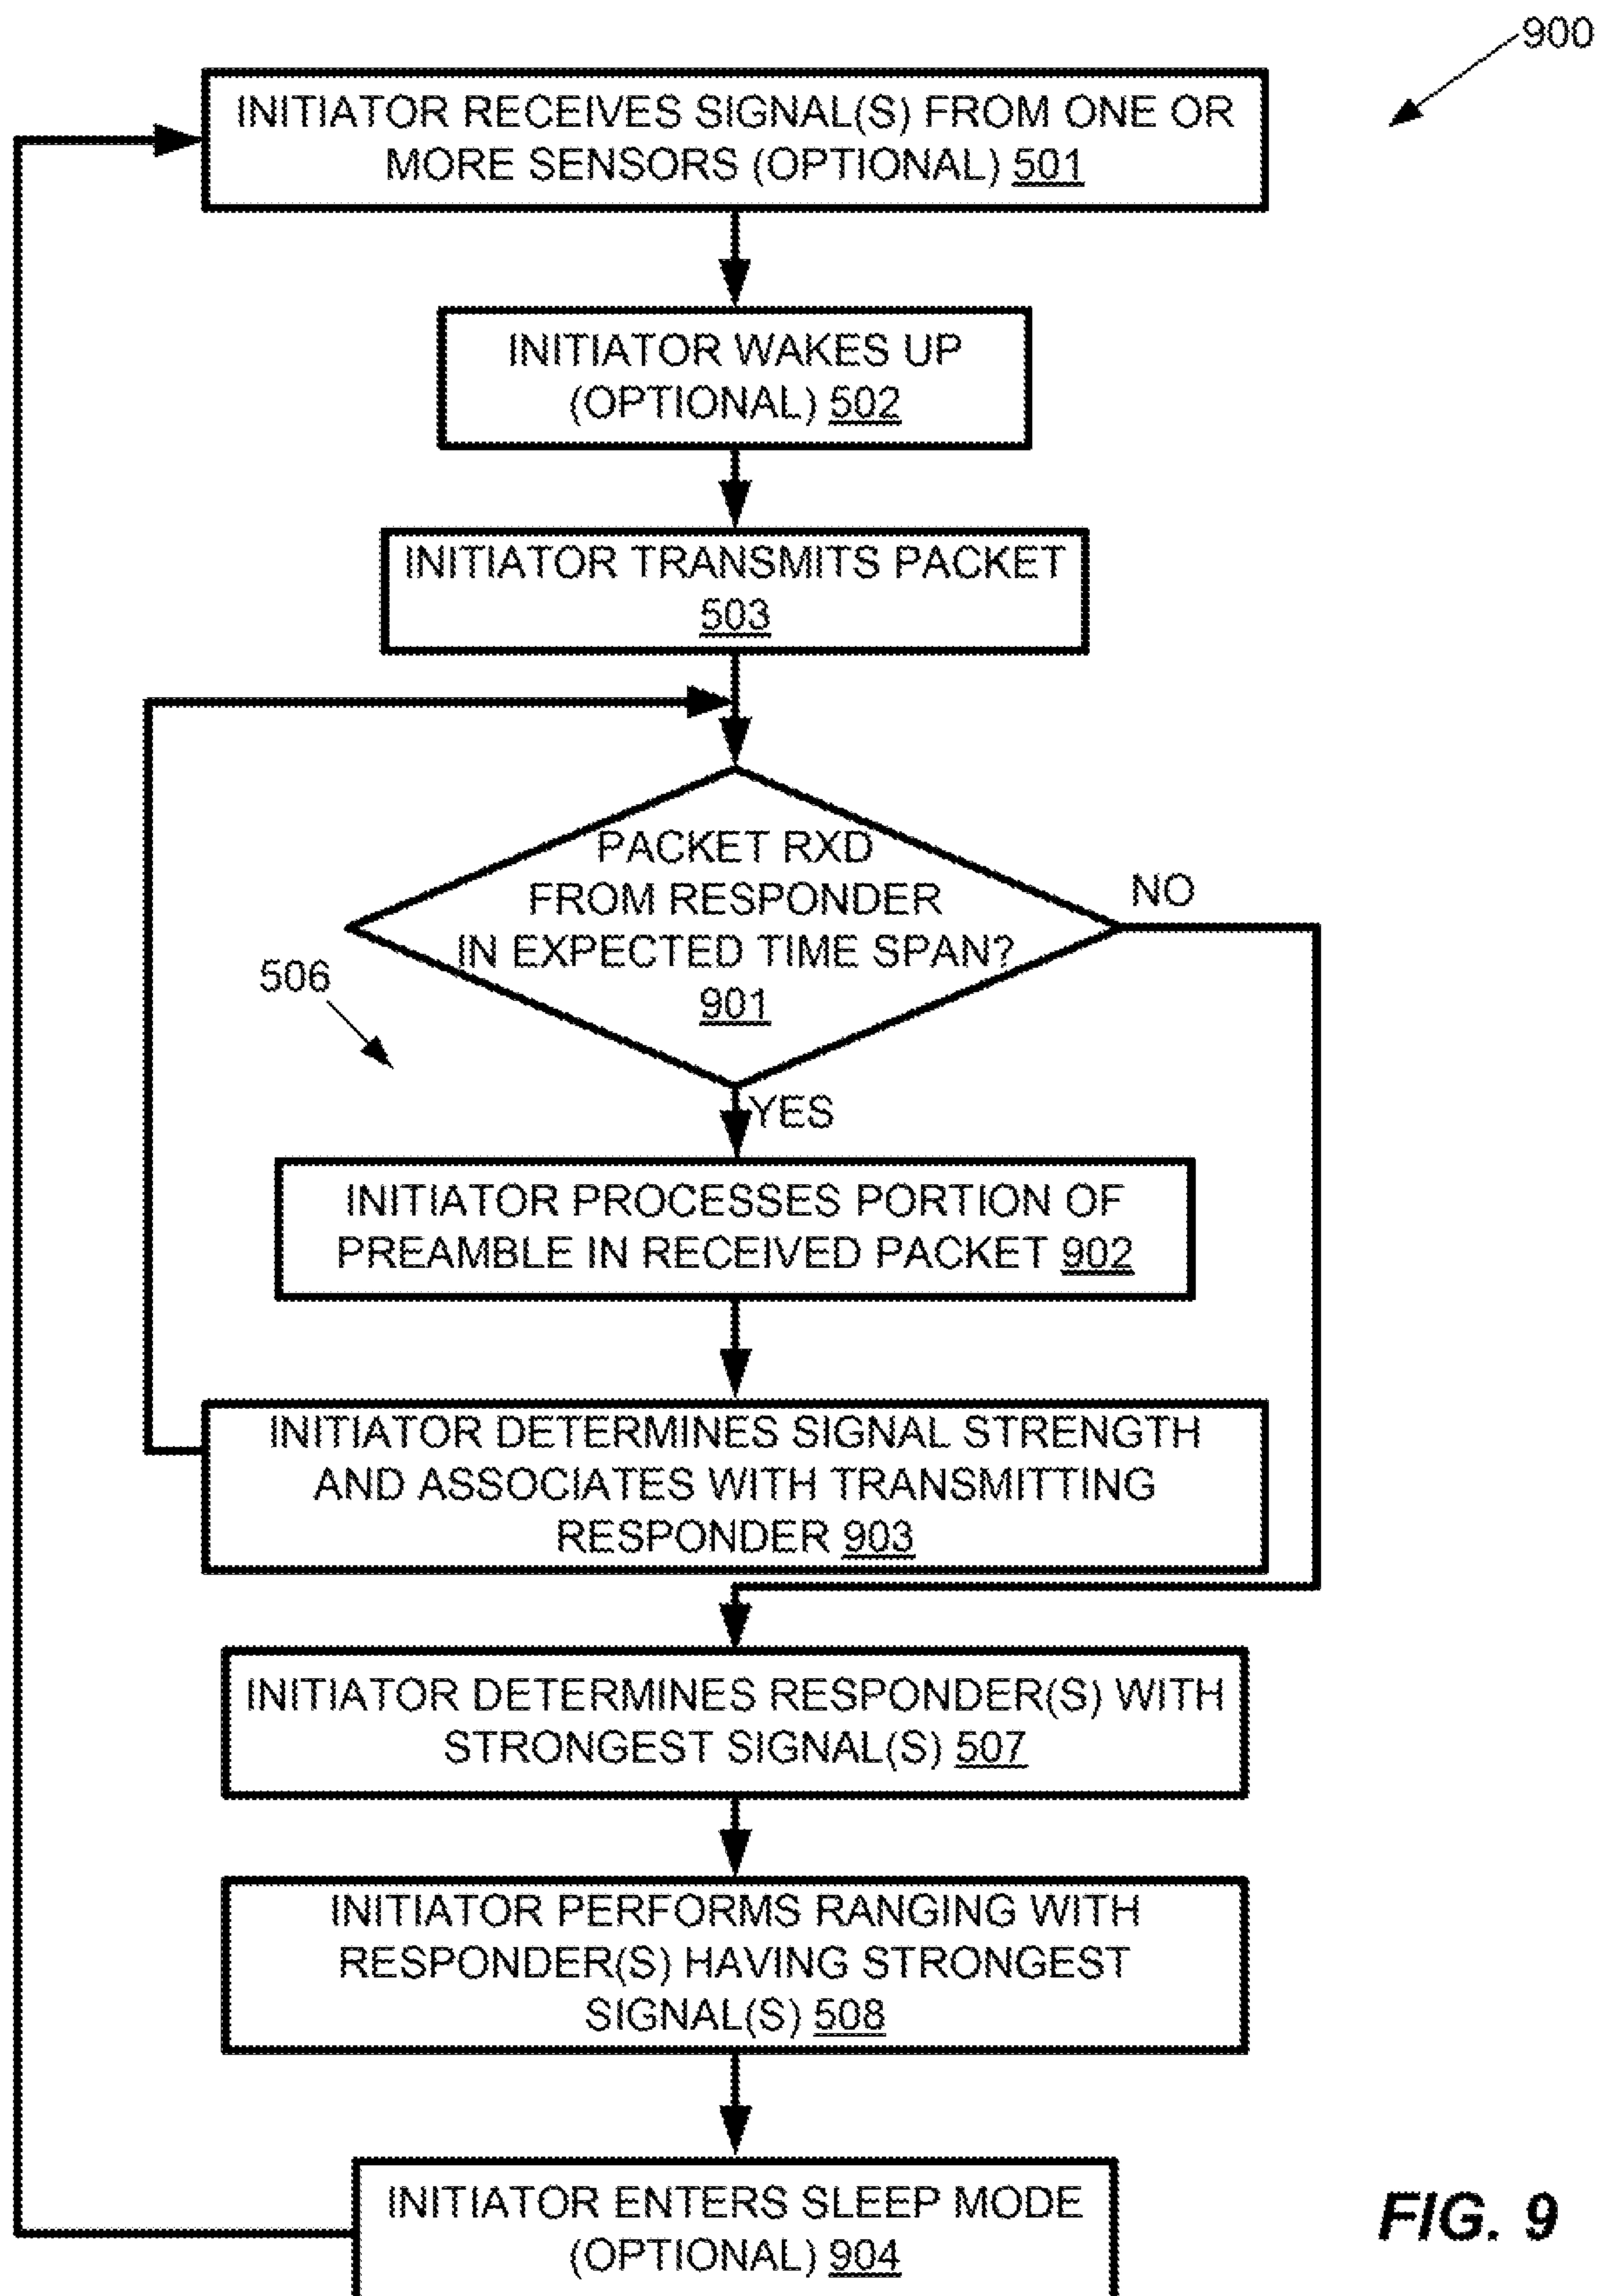 900
INITIATOR RECEIVES SIGNAL(S) FROM ONE OR
MORE SENSORS (OPTIONAL) 501
INITIATOR WAKES UP
(OPTIONAL) 502
INITIATOR TRANSMITS PACKET
503
PACKET RXD
FROM RESPONDER
IN EXPECTED TIME SPAN?
901
NO
506
YES
INITIATOR PROCESSES PORTION OF
PREAMBLE IN RECEIVED PACKET 902
INITIATOR DETERMINES SIGNAL STRENGTH
AND ASSOCIATES WITH TRANSMITTING
RESPONDER 903
INITIATOR DETERMINES RESPONDER(S) WITH
STRONGEST SIGNAL(S) 507
INITIATOR PERFORMS RANGING WITH
RESPONDER(S) HAVING STRONGEST
SIGNAL(S) 508
INITIATOR ENTERS SLEEP MODE
(OPTIONAL) 904
FIG. 9